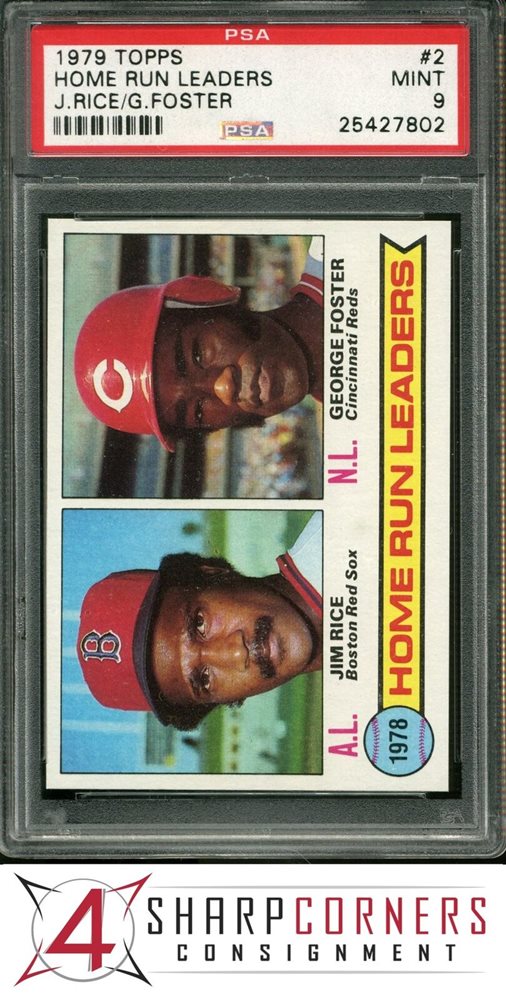 PSA
1979 TOPPS #2
HOME RUN LEADERS MINT
J.RICE/G.FOSTER 9
PSA 25427802
C
GEORGE FOSTER
Cincinnati Reds
N.L.
B
JIM RICE
Boston Red Sox
A.L.
1978 HOME RUN LEADERS
4 SHARPCORNERS
CONSIGNMENT